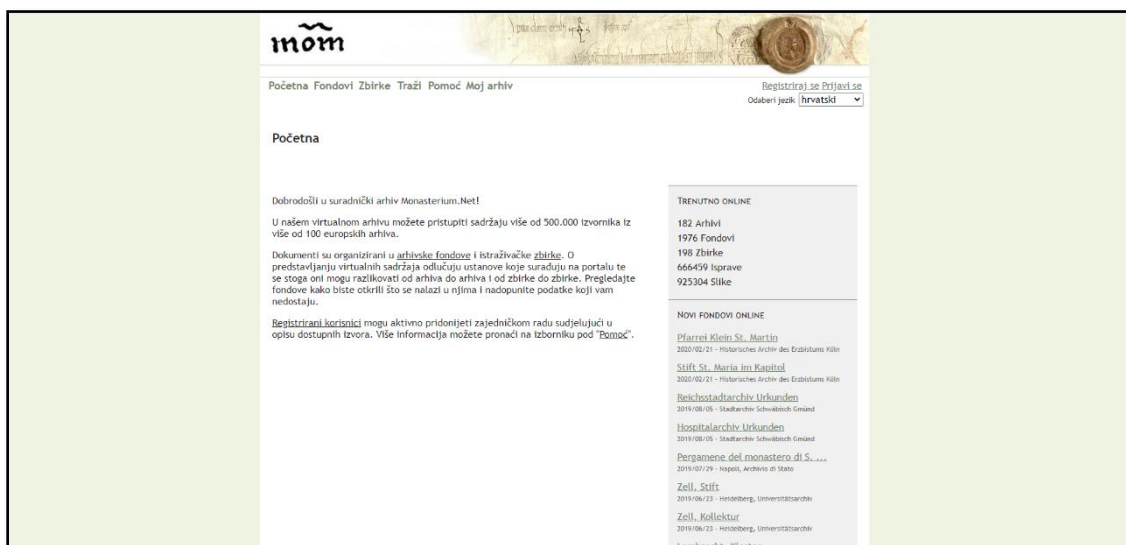 mom
Početna Fondovi Zbirke Traži Pomoć Moj arhiv
Registriraj se Prijavi se
Odaberi jezik hrvatski
Početna
Dobrodošli u suradnički arhiv Monasterium.Net!
U našem virtualnom arhivu možete pristupiti sadržaju više od 500.000 izvornika iz
više od 100 europskih arhiva.
Dokumenti su organizirani u arhivske fondove i istraživačke zbirke. O
predstavljanju virtualnih sadržaja odlučuju ustanove koje surađuju na portalu te
se stoga oni mogu razlikovati od arhiva do arhiva i od zbirke do zbirke. Pregledajte
fondove kako biste otkrili što se nalazi u njima i nadopunite podatke koji vam
nedostaju.
Registrirani korisnici mogu aktivno pridonijeti zajedničkom radu sudjelujući u
opisu dostupnih izvora. Više informacija možete pronaći na izborniku pod "Pomoć".
TRENUTNO ONLINE
182 Arhivi
1976 Fondovi
198 Zbirke
666459 Isprave
925304 Slike
NOVI FONDOVI ONLINE
Pfarrei Klein St. Martin
2020/02/21 - Historisches Archiv des Erzbistums Köln
Stift St. Maria im Kapitol
2020/02/21 - Historisches Archiv des Erzbistums Köln
Reichsstadtarchiv Urkunden
2019/08/05 - Stadtarchiv Schwäbisch Gmünd
Hospitalarchiv Urkunden
2019/08/05 - Stadtarchiv Schwäbisch Gmünd
Pergamene del monastero di S. ...
2019/07/29 - Napoli, Archivio di Stato
Zell, Stift
2019/06/23 - Heidelberg, Universitätsarchiv
Zell, Kollektur
2019/06/23 - Heidelberg, Universitätsarchiv